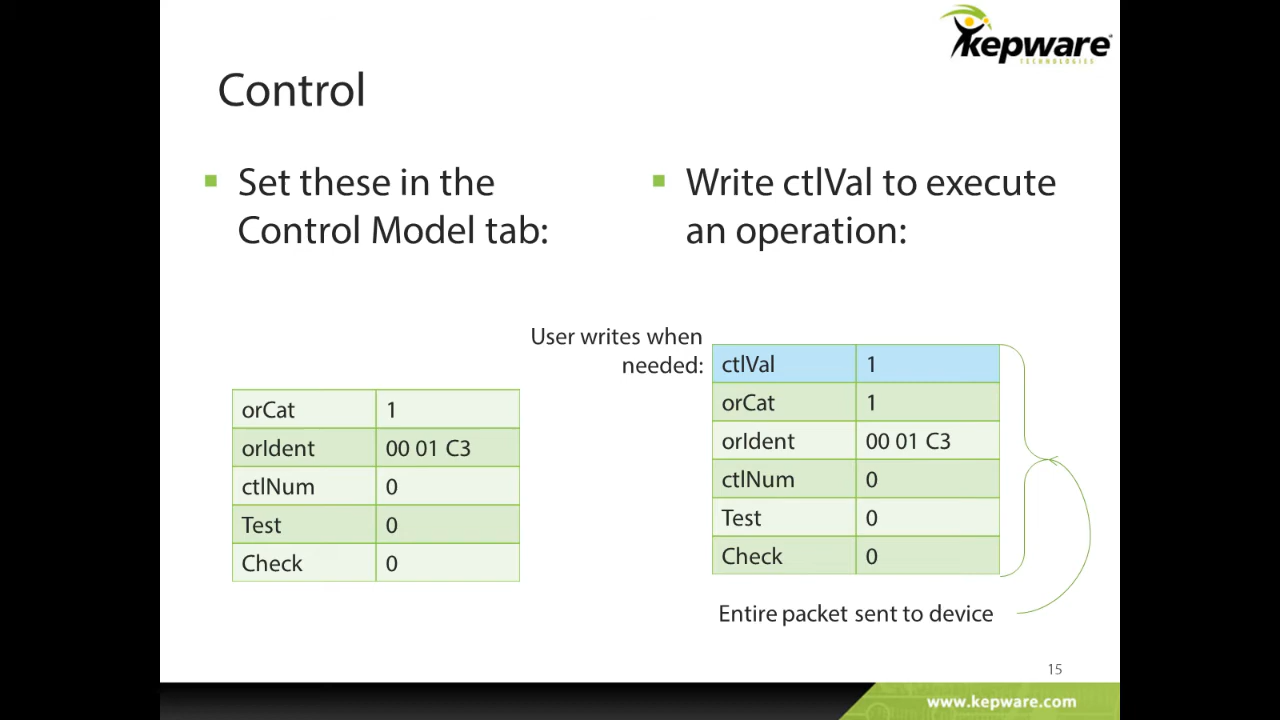 kepware
TECHNOLOGIES
Control
Set these in the
Control Model tab:
Write ctlVal to execute
an operation:
User writes when
needed:
orCat 1
orIdent 00 01 C3
ctlNum 0
Test 0
Check 0
ctlVal 1
orCat 1
orIdent 00 01 C3
ctlNum 0
Test 0
Check 0
Entire packet sent to device
15
www.kepware.com